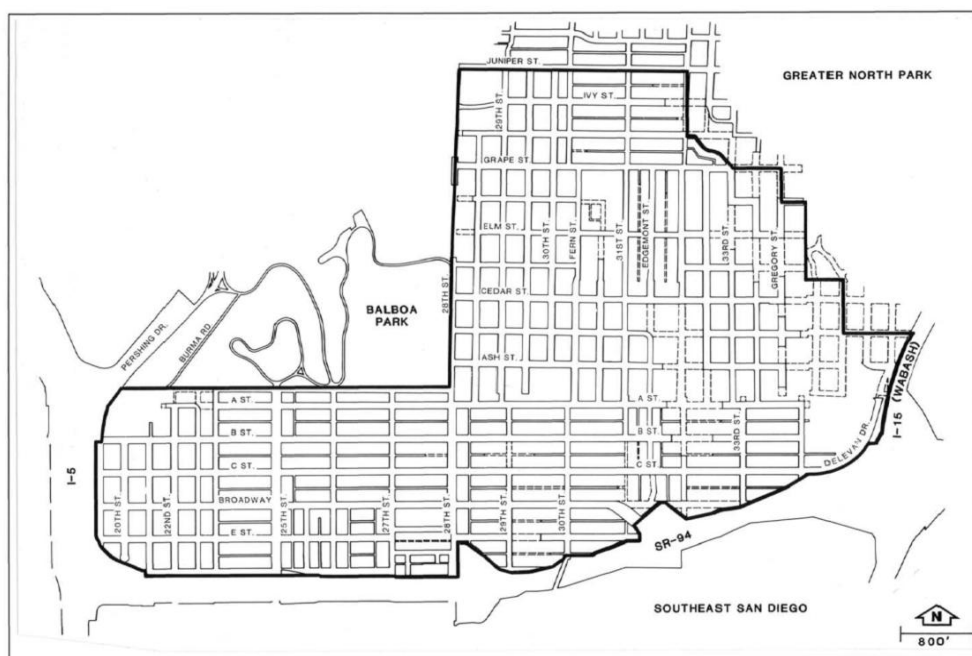 JUNIPER ST.
GREATER NORTH PARK
IVY ST.
29TH ST.
GRAPE ST.
ELM ST.
30TH ST.
FERN ST.
31ST ST.
EDGEMONT ST.
33RD ST.
GREGORY ST.
28TH ST.
CEDAR ST.
BALBOA
PARK
PERSHING DR.
BURMA RD
ASH ST.
I-15 (WABASH)
A ST.
A ST.
B ST.
B ST.
33RD ST.
C ST.
C ST.
DELEVAN DR.
I-5
20TH ST.
22ND ST.
BROADWAY
25TH ST.
27TH ST.
28TH ST.
29TH ST.
30TH ST.
E ST.
SR-94
SOUTHEAST SAN DIEGO
N
800'